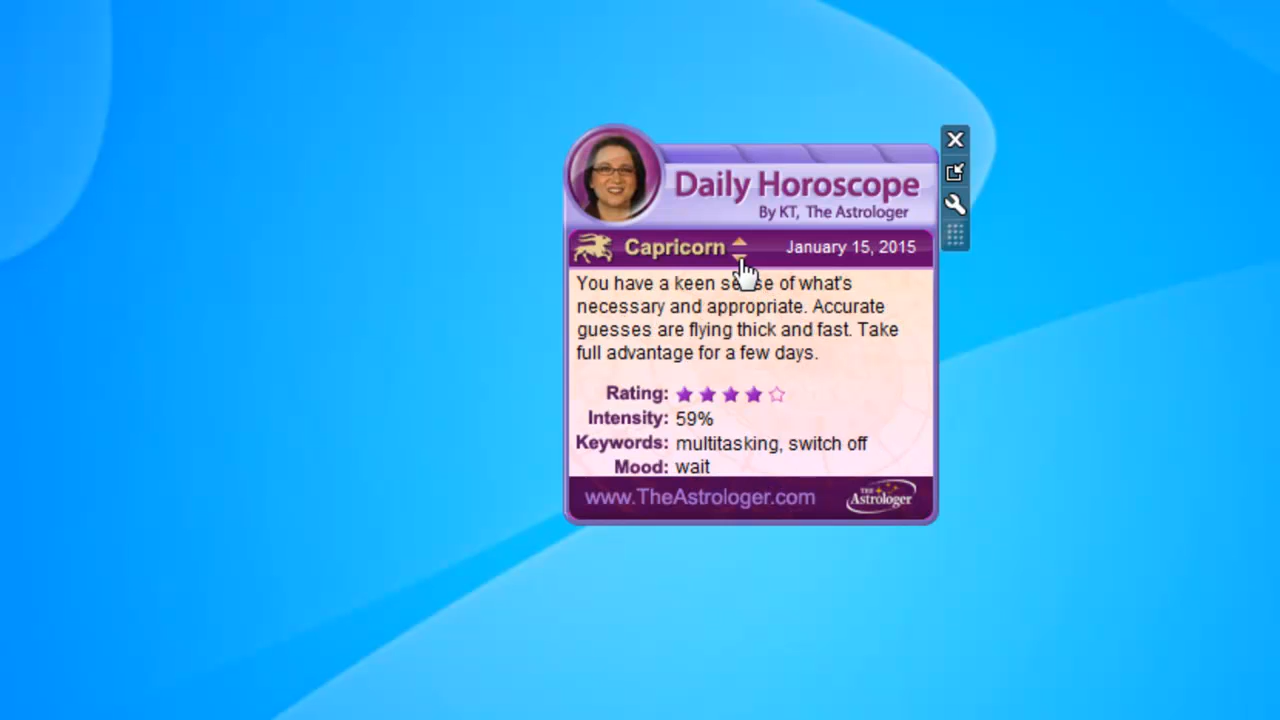 Daily Horoscope
By KT, The Astrologer
Capricorn January 15, 2015
You have a keen sense of what's
necessary and appropriate. Accurate
guesses are flying thick and fast. Take
full advantage for a few days.
Rating:
Intensity: 59%
Keywords: multitasking, switch off
Mood: wait
www.TheAstrologer.com
THE
Astrologer